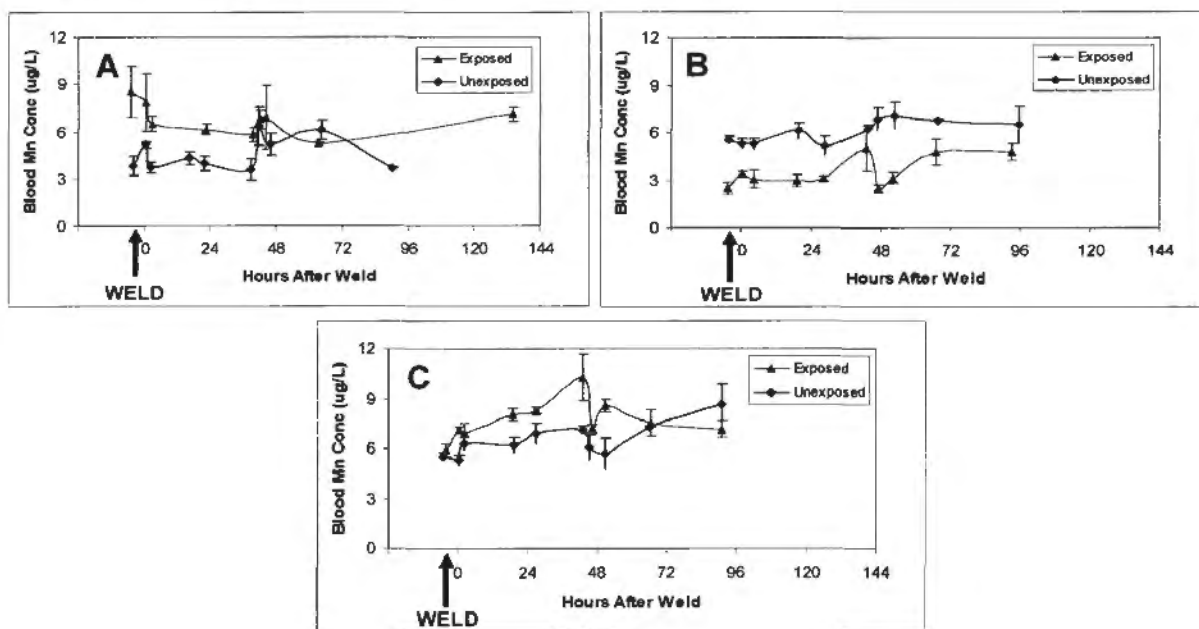 A
Exposed
Unexposed
Blood Mn Conc (ug/L)
12
9
6
3
0
0 24 48 72 96 120 144
Hours After Weld
WELD
B
Exposed
Unexposed
Blood Mn Conc (ug/L)
12
9
6
3
0
0 24 48 72 96 120 144
Hours After Weld
WELD
C
Exposed
Unexposed
Blood Mn Conc (ug/L)
12
9
6
3
0
0 24 48 72 96 120 144
Hours After Weld
WELD